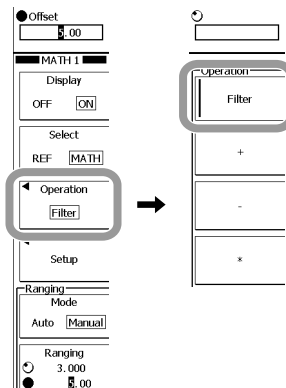 Offset
5.00
MATH 1
Display
OFF ON
Select
REF MATH
Operation
Filter
Setup
Ranging
Mode
Auto Manual
Ranging
3.000
5.00
Operation
Filter
+
-
*